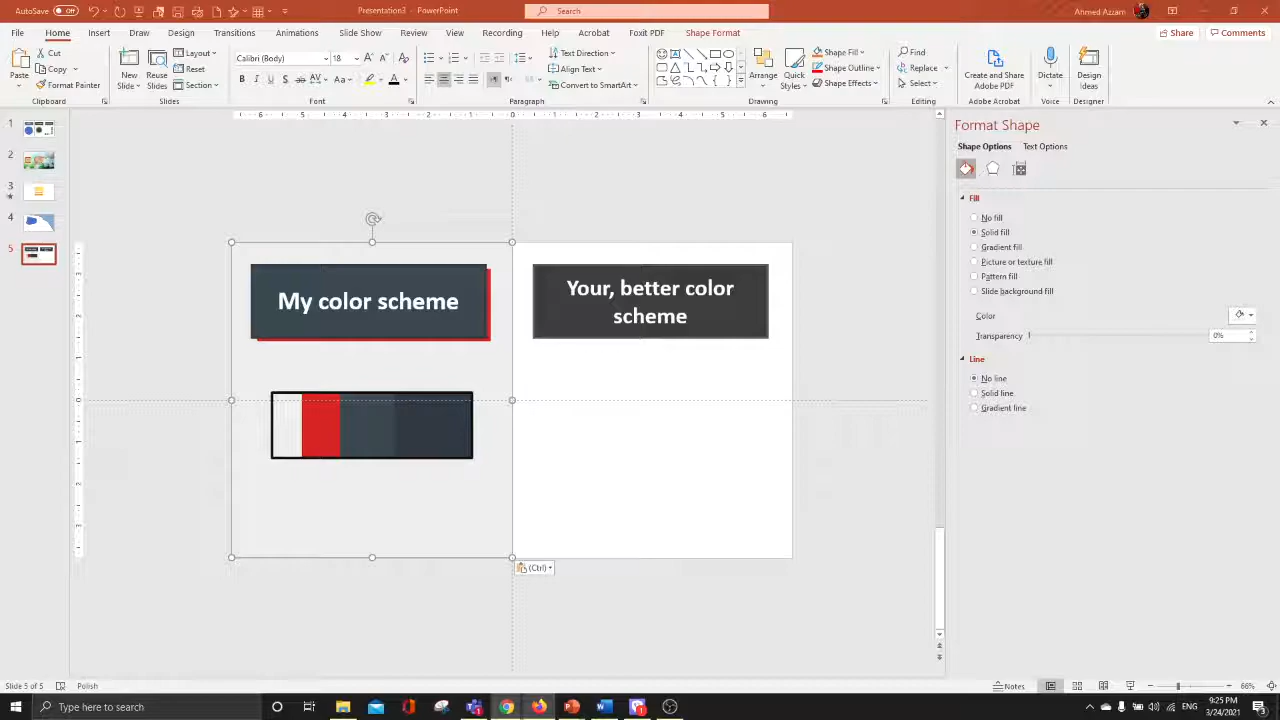 AutoSave Off
Presentation3 - PowerPoint
Search
Ahmed Azzam
File Home Insert Draw Design Transitions Animations Slide Show Review View Recording Help Acrobat Foxit PDF Shape Format
Share Comments
Paste
Cut
Copy
Format Painter
Clipboard
New Slide
Reuse Slides
Layout
Reset
Section
Slides
Calibri (Body) 18
Font
Text Direction
Align Text
Convert to SmartArt
Paragraph
Arrange
Quick Styles
Shape Fill
Shape Outline
Shape Effects
Drawing
Find
Replace
Select
Editing
Create and Share Adobe PDF
Adobe Acrobat
Dictate
Voice
Design Ideas
Designer
1
2
3
4
5
My color scheme
Your, better color
scheme
(Ctrl)
Format Shape
Shape Options Text Options
Fill
No fill
Solid fill
Gradient fill
Picture or texture fill
Pattern fill
Slide background fill
Color
Transparency 0%
Line
No line
Solid line
Gradient line
Slide 5 of 5 Polish
Notes
66%
Type here to search
ENG
9:25 PM
3/24/2021